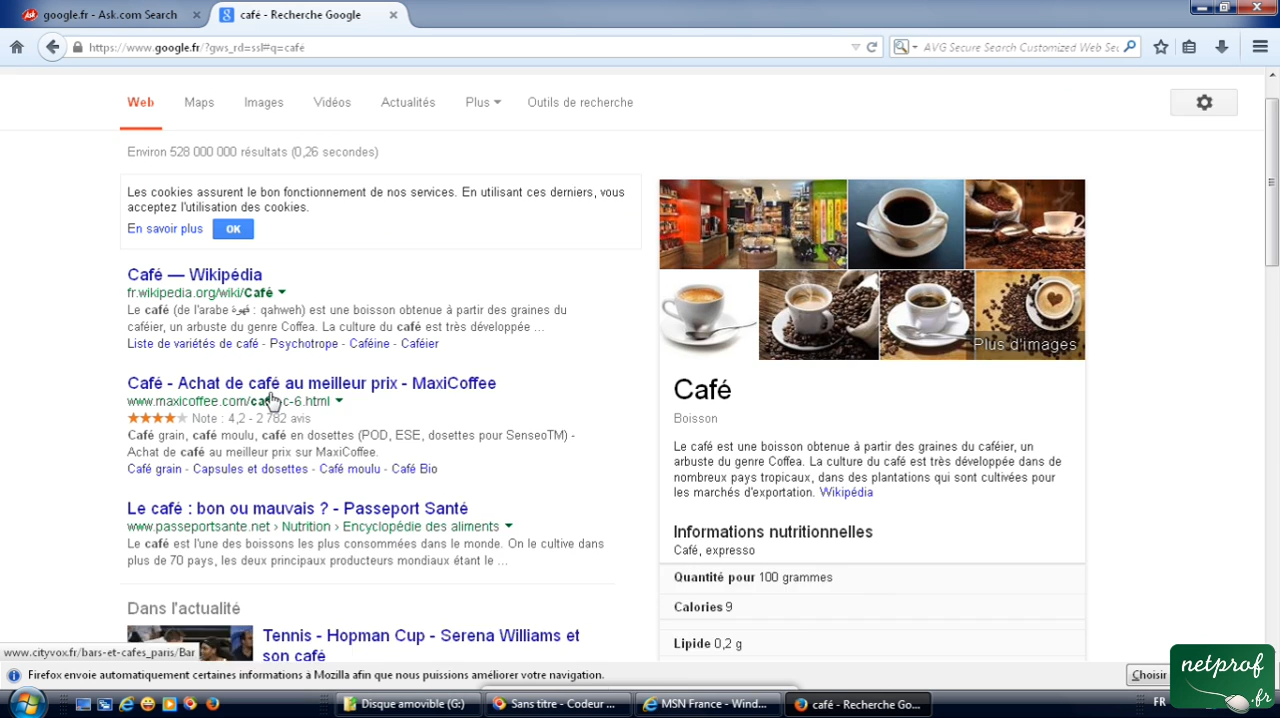 google.fr - Ask.com Search
café - Recherche Google
https://www.google.fr/?gws_rd=ssl#q=café
AVG Secure Search Customized Web Sec
Web Maps Images Vidéos Actualités Plus Outils de recherche
Environ 528 000 000 résultats (0,26 secondes)
Les cookies assurent le bon fonctionnement de nos services. En utilisant ces derniers, vous
acceptez l'utilisation des cookies.
En savoir plus OK
Café — Wikipédia
fr.wikipedia.org/wiki/Café
Le café (de l'arabe قهوة : qahweh) est une boisson obtenue à partir des graines du
caféier, un arbuste du genre Coffea. La culture du café est très développée ...
Liste de variétés de café - Psychotrope - Caféine - Caféier
Café - Achat de café au meilleur prix - MaxiCoffee
www.maxicoffee.com/café-c-6.html
Note : 4,2 - 2 782 avis
Café grain, café moulu, café en dosettes (POD, ESE, dosettes pour SenseoTM) -
Achat de café au meilleur prix sur MaxiCoffee.
Café grain - Capsules et dosettes - Café moulu - Café Bio
Le café : bon ou mauvais ? - Passeport Santé
www.passeportsante.net › Nutrition › Encyclopédie des aliments
Le café est l'une des boissons les plus consommées dans le monde. On le cultive dans
plus de 70 pays, les deux principaux producteurs mondiaux étant le ...
Dans l'actualité
Tennis - Hopman Cup - Serena Williams et
son café
Plus d'images
Café
Boisson
Le café est une boisson obtenue à partir des graines du caféier, un
arbuste du genre Coffea. La culture du café est très développée dans de
nombreux pays tropicaux, dans des plantations qui sont cultivées pour
les marchés d'exportation. Wikipédia
Informations nutritionnelles
Café, expresso
Quantité pour 100 grammes
Calories 9
Lipide 0,2 g
www.cityvox.fr/bars-et-cafes_paris/Bar
Firefox envoie automatiquement certaines informations à Mozilla afin que nous puissions améliorer votre navigation.
Choisir
Disque amovible (G:)
Sans titre - Codeur ...
MSN France - Wind...
café - Recherche Go...
FR
netprof
.fr